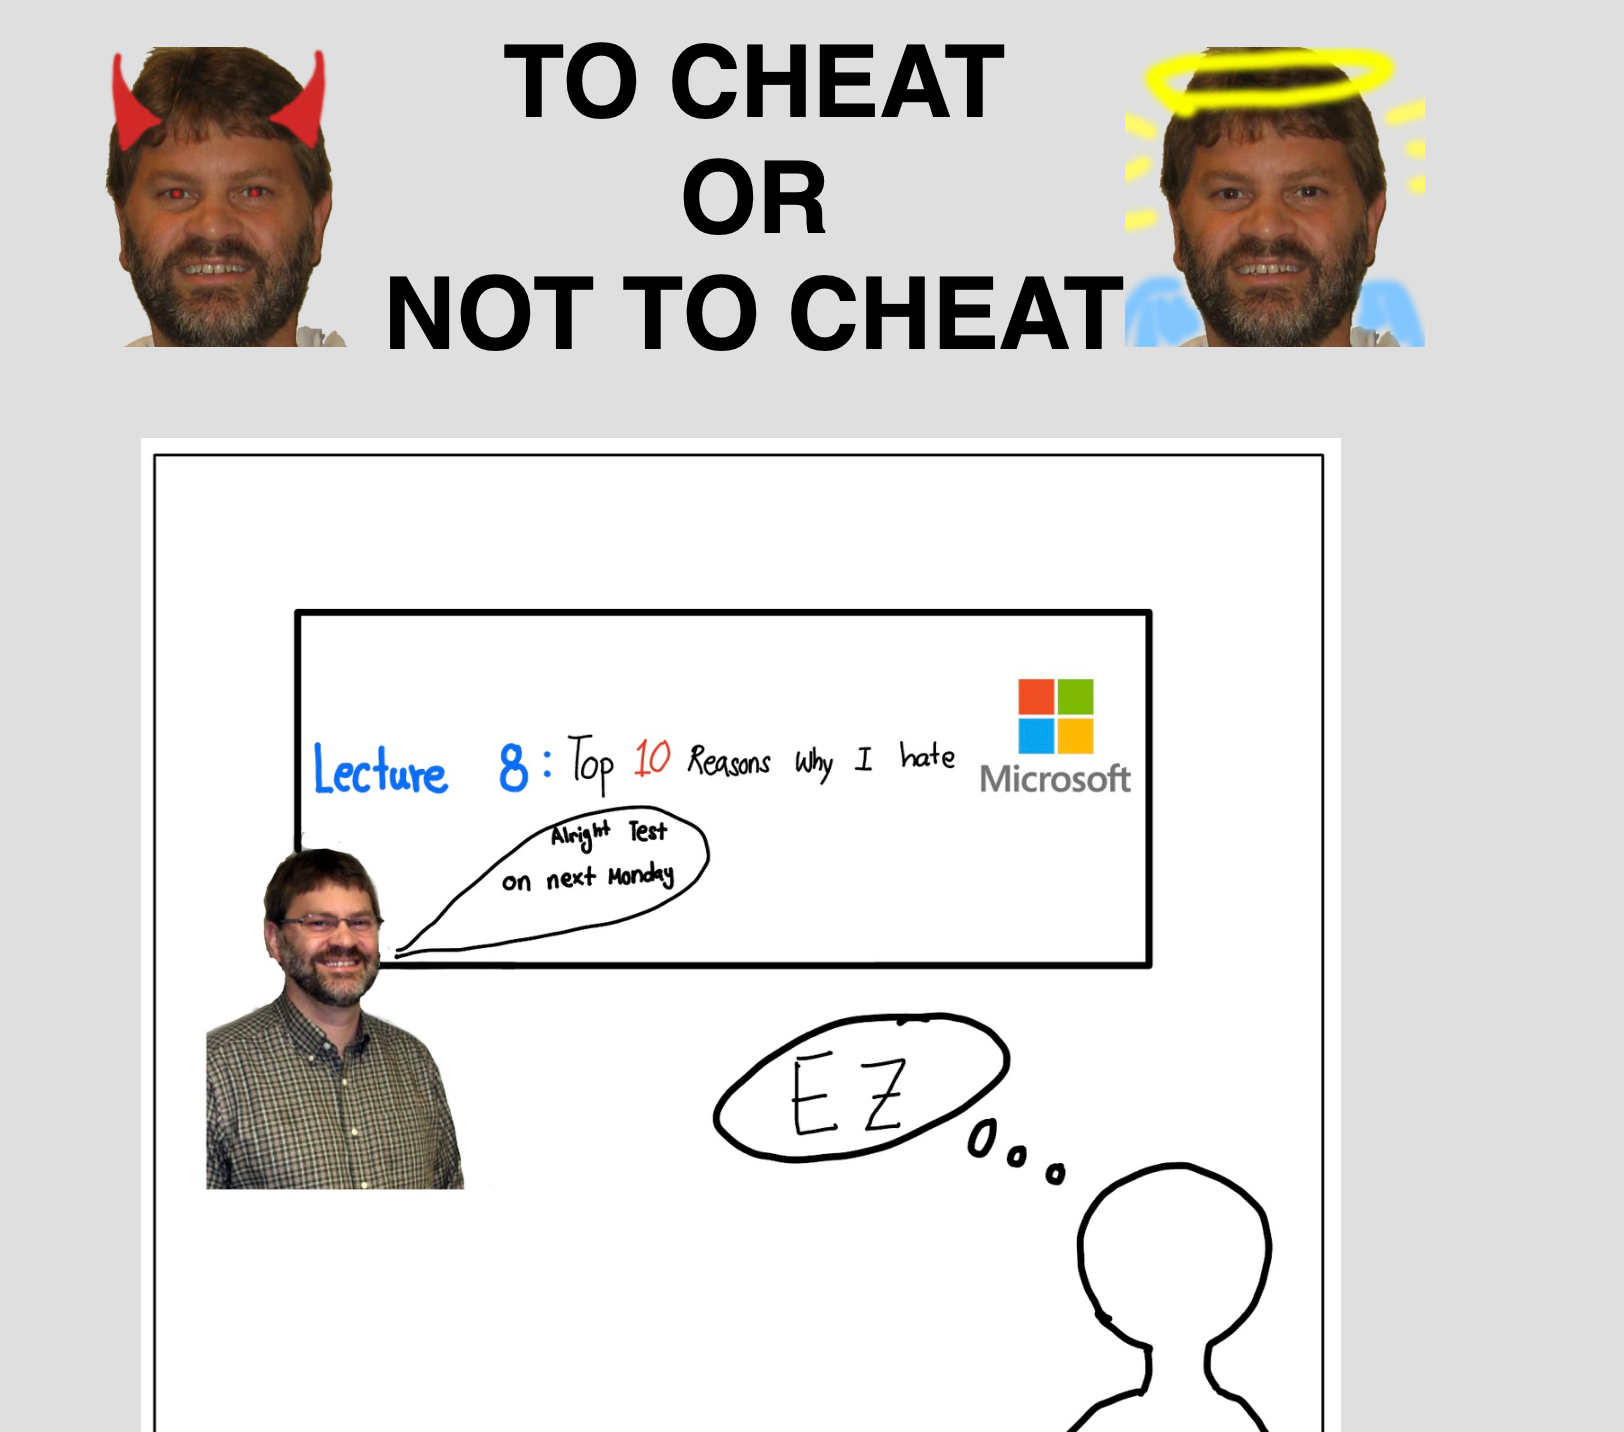 TO CHEAT
OR
NOT TO CHEAT
Lecture 8: Top 10 Reasons Why I hate
Microsoft
Alright Test
on next Monday
EZ